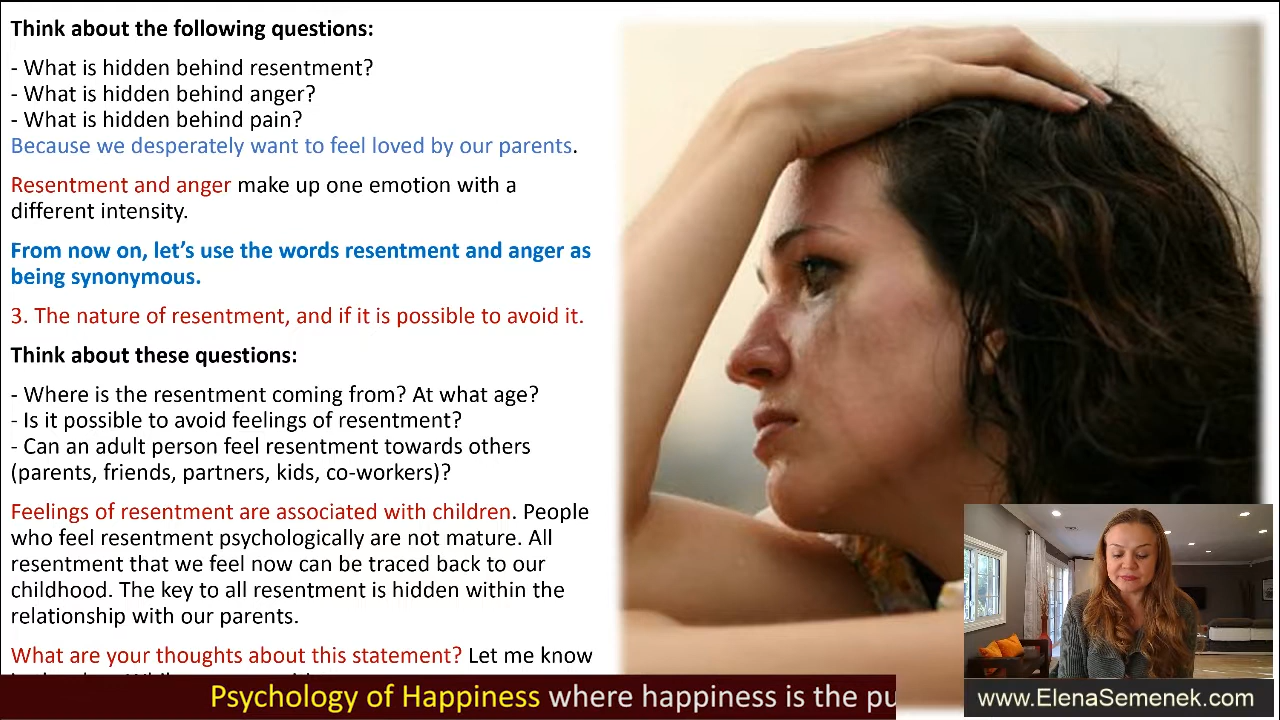 Think about the following questions:
- What is hidden behind resentment?
- What is hidden behind anger?
- What is hidden behind pain?
Because we desperately want to feel loved by our parents.
Resentment and anger make up one emotion with a
different intensity.
From now on, let’s use the words resentment and anger as
being synonymous.
3. The nature of resentment, and if it is possible to avoid it.
Think about these questions:
- Where is the resentment coming from? At what age?
- Is it possible to avoid feelings of resentment?
- Can an adult person feel resentment towards others
(parents, friends, partners, kids, co-workers)?
Feelings of resentment are associated with children. People
who feel resentment psychologically are not mature. All
resentment that we feel now can be traced back to our
childhood. The key to all resentment is hidden within the
relationship with our parents.
What are your thoughts about this statement? Let me know
Psychology of Happiness where happiness is the pu
www.ElenaSemenek.com